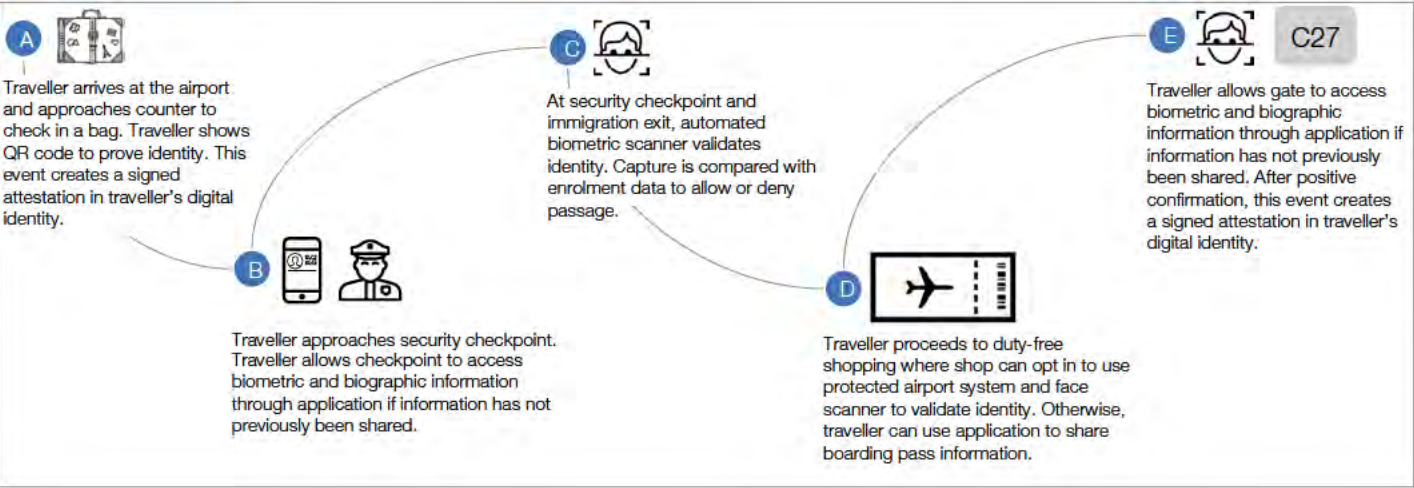 A
Traveller arrives at the airport
and approaches counter to
check in a bag. Traveller shows
QR code to prove identity. This
event creates a signed
attestation in traveller's digital
identity.
B
Traveller approaches security checkpoint.
Traveller allows checkpoint to access
biometric and biographic information
through application if information has not
previously been shared.
C
At security checkpoint and
immigration exit, automated
biometric scanner validates
identity. Capture is compared with
enrolment data to allow or deny
passage.
D
Traveller proceeds to duty-free
shopping where shop can opt in to use
protected airport system and face
scanner to validate identity. Otherwise,
traveller can use application to share
boarding pass information.
E
C27
Traveller allows gate to access
biometric and biographic
information through application if
information has not previously
been shared. After positive
confirmation, this event creates
a signed attestation in traveller's
digital identity.